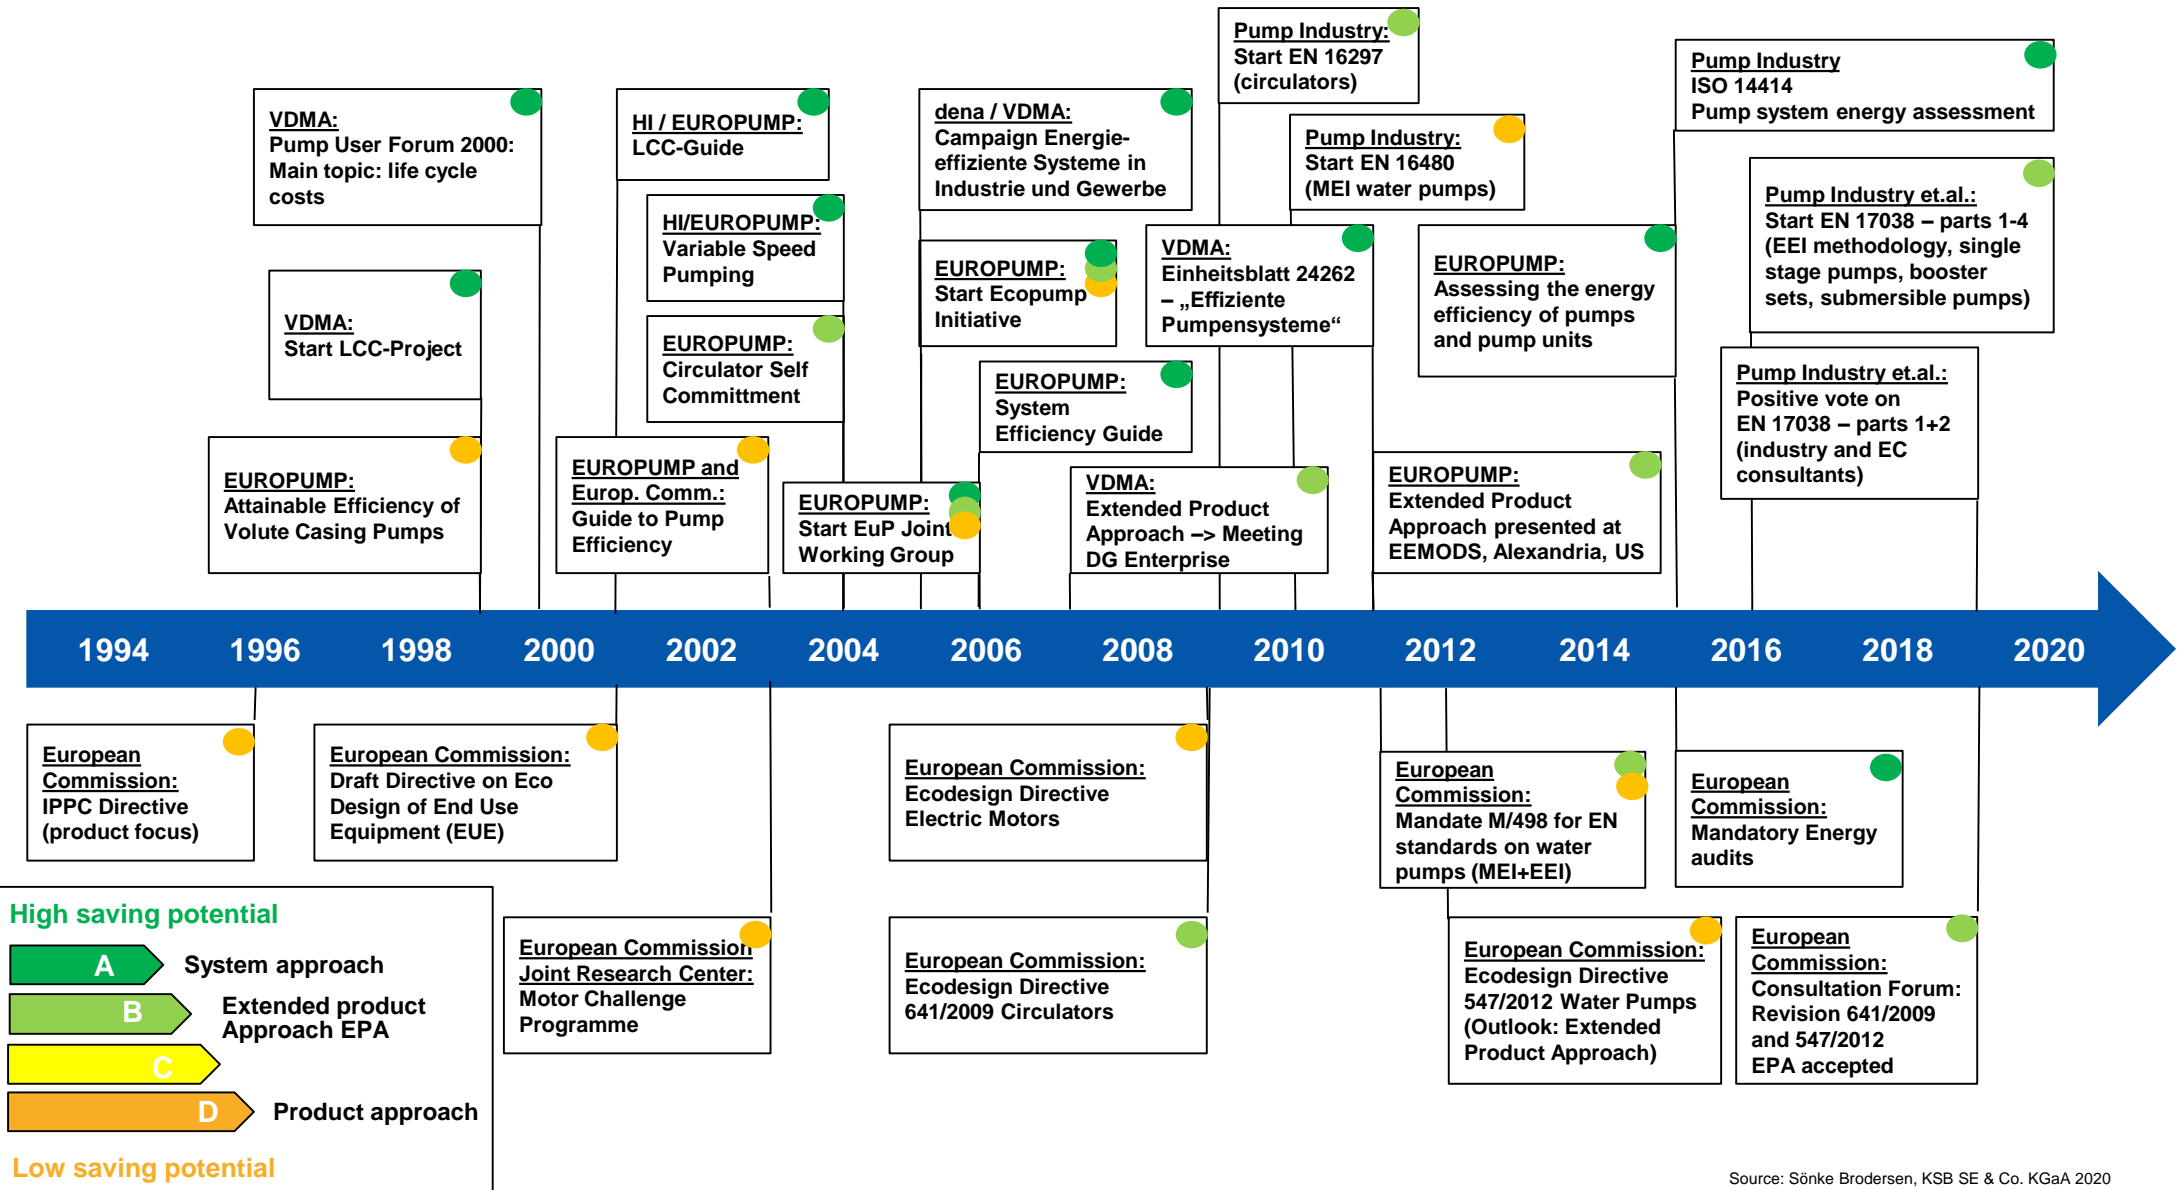 Pump Industry:
Start EN 16297
(circulators)
Pump Industry
ISO 14414
Pump system energy assessment
VDMA:
Pump User Forum 2000:
Main topic: life cycle
costs
HI / EUROPUMP:
LCC-Guide
dena / VDMA:
Campaign Energie-
effiziente Systeme in
Industrie und Gewerbe
Pump Industry:
Start EN 16480
(MEI water pumps)
Pump Industry et.al.:
Start EN 17038 – parts 1-4
(EEI methodology, single
stage pumps, booster
sets, submersible pumps)
HI/EUROPUMP:
Variable Speed
Pumping
EUROPUMP:
Start Ecopump
Initiative
VDMA:
Einheitsblatt 24262
– „Effiziente
Pumpensysteme“
EUROPUMP:
Assessing the energy
efficiency of pumps
and pump units
VDMA:
Start LCC-Project
EUROPUMP:
Circulator Self
Committment
EUROPUMP:
System
Efficiency Guide
Pump Industry et.al.:
Positive vote on
EN 17038 – parts 1+2
(industry and EC
consultants)
EUROPUMP:
Attainable Efficiency of
Volute Casing Pumps
EUROPUMP and
Europ. Comm.:
Guide to Pump
Efficiency
EUROPUMP:
Start EuP Joint
Working Group
VDMA:
Extended Product
Approach –> Meeting
DG Enterprise
EUROPUMP:
Extended Product
Approach presented at
EEMODS, Alexandria, US
1994 1996 1998 2000 2002 2004 2006 2008 2010 2012 2014 2016 2018 2020
European
Commission:
IPPC Directive
(product focus)
European Commission:
Draft Directive on Eco
Design of End Use
Equipment (EUE)
European Commission:
Ecodesign Directive
Electric Motors
European
Commission:
Mandate M/498 for EN
standards on water
pumps (MEI+EEI)
European
Commission:
Mandatory Energy
audits
European Commission
Joint Research Center:
Motor Challenge
Programme
European Commission:
Ecodesign Directive
641/2009 Circulators
European Commission:
Ecodesign Directive
547/2012 Water Pumps
(Outlook: Extended
Product Approach)
European
Commission:
Consultation Forum:
Revision 641/2009
and 547/2012
EPA accepted
High saving potential
A System approach
B Extended product
Approach EPA
C
D Product approach
Low saving potential
Source: Sönke Brodersen, KSB SE & Co. KGaA 2020